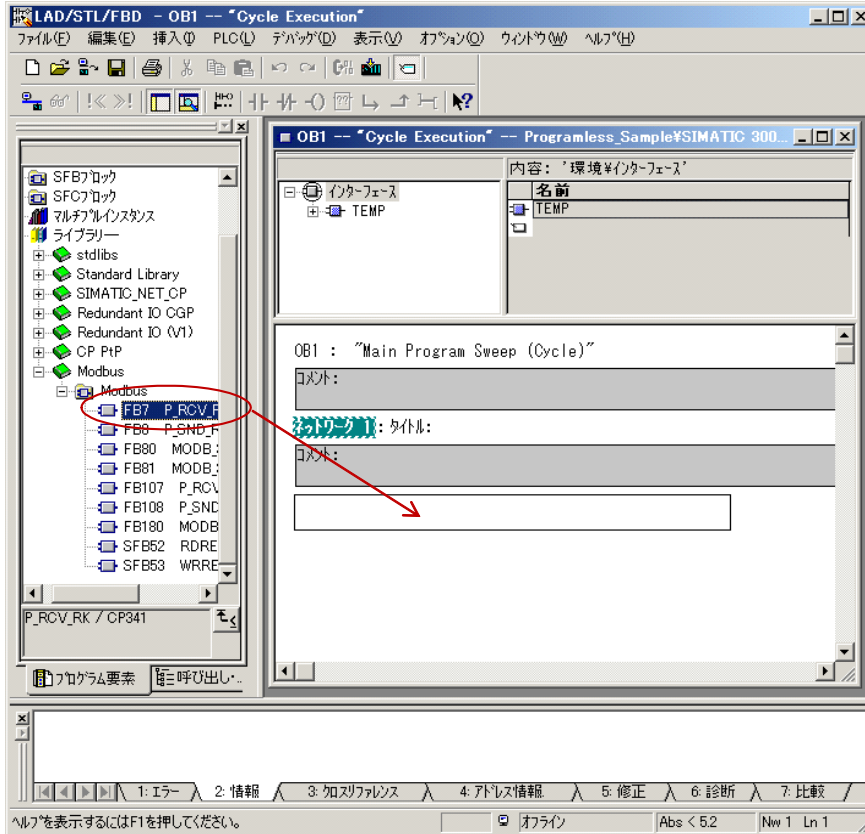 LAD/STL/FBD - OB1 -- "Cycle Execution"
ファイル(F) 編集(E) 挿入(I) PLC(L) デバッグ(D) 表示(V) オプション(O) ウィンドウ(W) ヘルプ(H)
OB1 -- "Cycle Execution" -- Programless_Sample¥SIMATIC 300...
SFBブロック
SFCブロック
マルチプルインスタンス
ライブラリー
stdlibs
Standard Library
SIMATIC_NET_CP
Redundant IO CGP
Redundant IO (V1)
CP PtP
Modbus
Modbus
FB7 P_RCV_R
FB8 P_SND_R
FB80 MODB_
FB81 MODB_
FB107 P_RCV
FB108 P_SND
FB180 MODB
SFB52 RDRE
SFB53 WRRE
P_RCV_RK / CP341
プログラム要素
呼び出し・..
インターフェース
TEMP
内容: '環境¥インターフェース'
名前
TEMP
OB1 : "Main Program Sweep (Cycle)"
コメント:
ネットワーク 1 : タイトル:
コメント:
1: エラー 2: 情報 3: クロスリファレンス 4: アドレス情報. 5: 修正 6: 診断 7: 比較
ヘルプを表示するにはF1を押してください。 オフライン Abs < 5.2 Nw 1 Ln 1